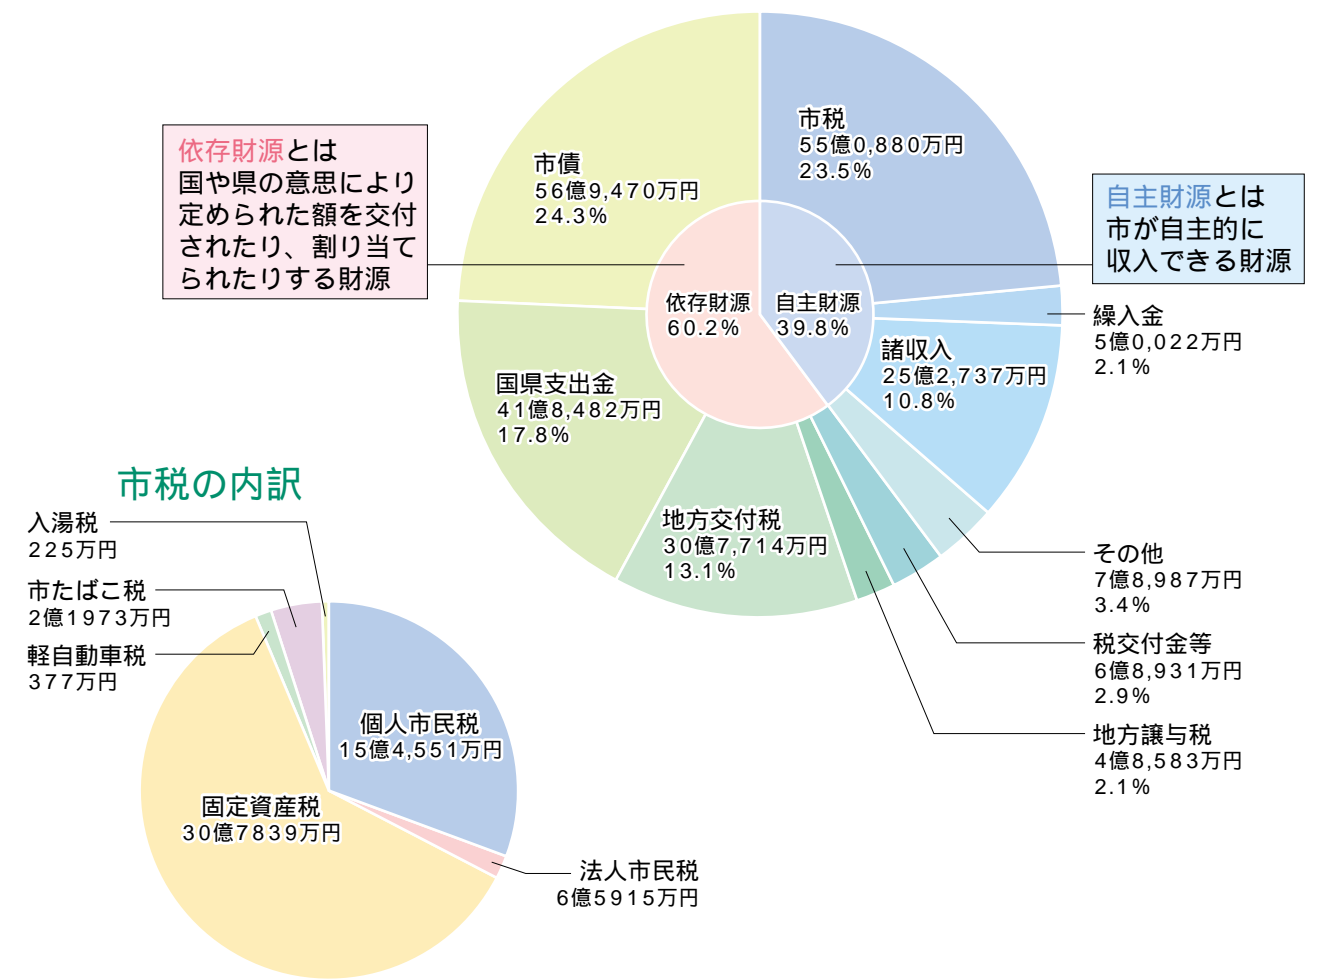 依存財源とは
国や県の意思により
定められた額を交付
されたり、割り当て
られたりする財源
市債
56億9,470万円
24.3%
市税
55億0,880万円
23.5%
自主財源とは
市が自主的に
収入できる財源
依存財源
60.2%
自主財源
39.8%
繰入金
5億0,022万円
2.1%
諸収入
25億2,737万円
10.8%
国県支出金
41億8,482万円
17.8%
地方交付税
30億7,714万円
13.1%
その他
7億8,987万円
3.4%
税交付金等
6億8,931万円
2.9%
地方譲与税
4億8,583万円
2.1%
市税の内訳
入湯税
225万円
市たばこ税
2億1973万円
軽自動車税
377万円
個人市民税
15億4,551万円
固定資産税
30億7839万円
法人市民税
6億5915万円